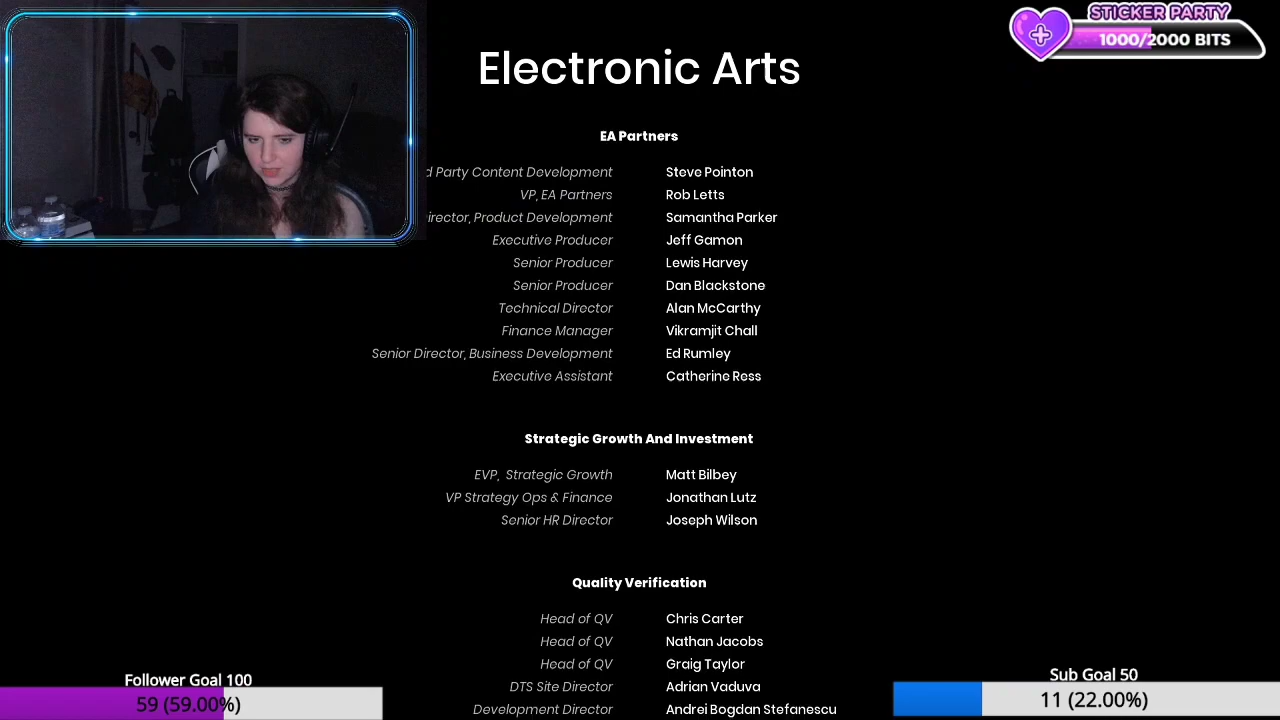 STICKER PARTY
1000/2000 BITS
Electronic Arts
EA Partners
d Party Content Development Steve Pointon
VP, EA Partners Rob Letts
irector, Product Development Samantha Parker
Executive Producer Jeff Gamon
Senior Producer Lewis Harvey
Senior Producer Dan Blackstone
Technical Director Alan McCarthy
Finance Manager Vikramjit Chall
Senior Director, Business Development Ed Rumley
Executive Assistant Catherine Ress
Strategic Growth And Investment
EVP, Strategic Growth Matt Bilbey
VP Strategy Ops & Finance Jonathan Lutz
Senior HR Director Joseph Wilson
Quality Verification
Head of QV Chris Carter
Head of QV Nathan Jacobs
Head of QV Graig Taylor
DTS Site Director Adrian Vaduva
Development Director Andrei Bogdan Stefanescu
Follower Goal 100
59 (59.00%)
Sub Goal 50
11 (22.00%)